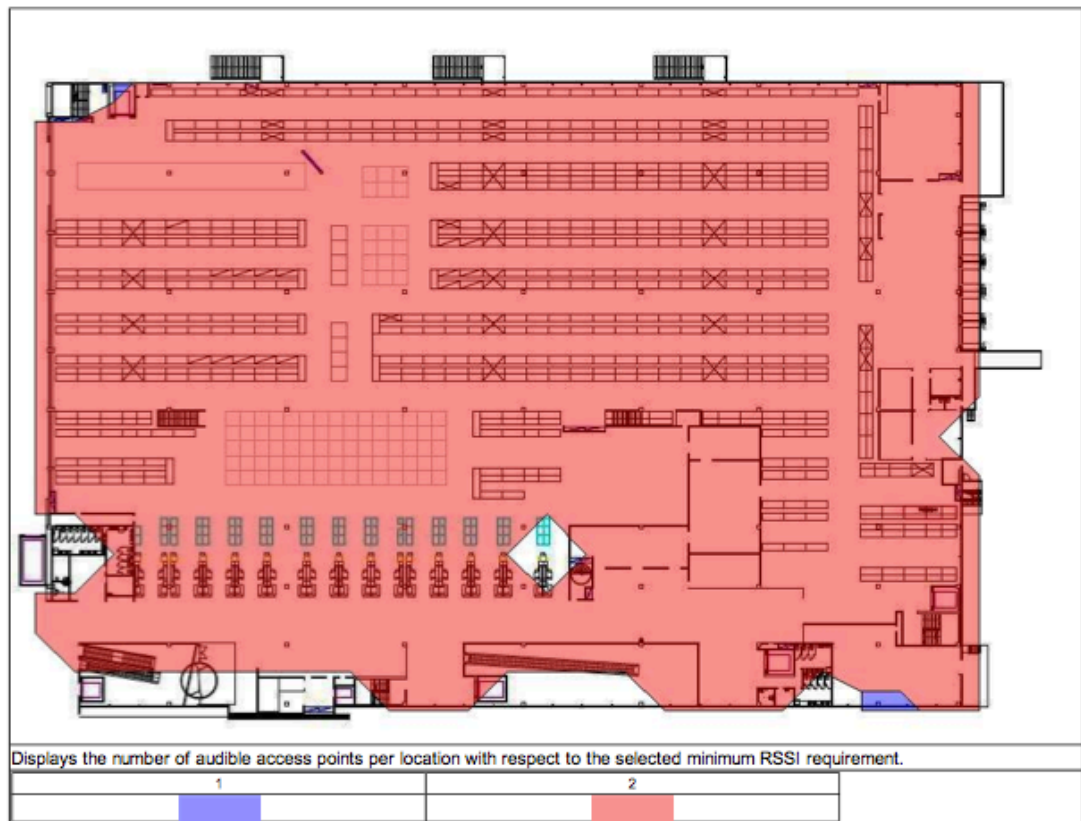 Displays the number of audible access points per location with respect to the selected minimum RSSI requirement.
1
2